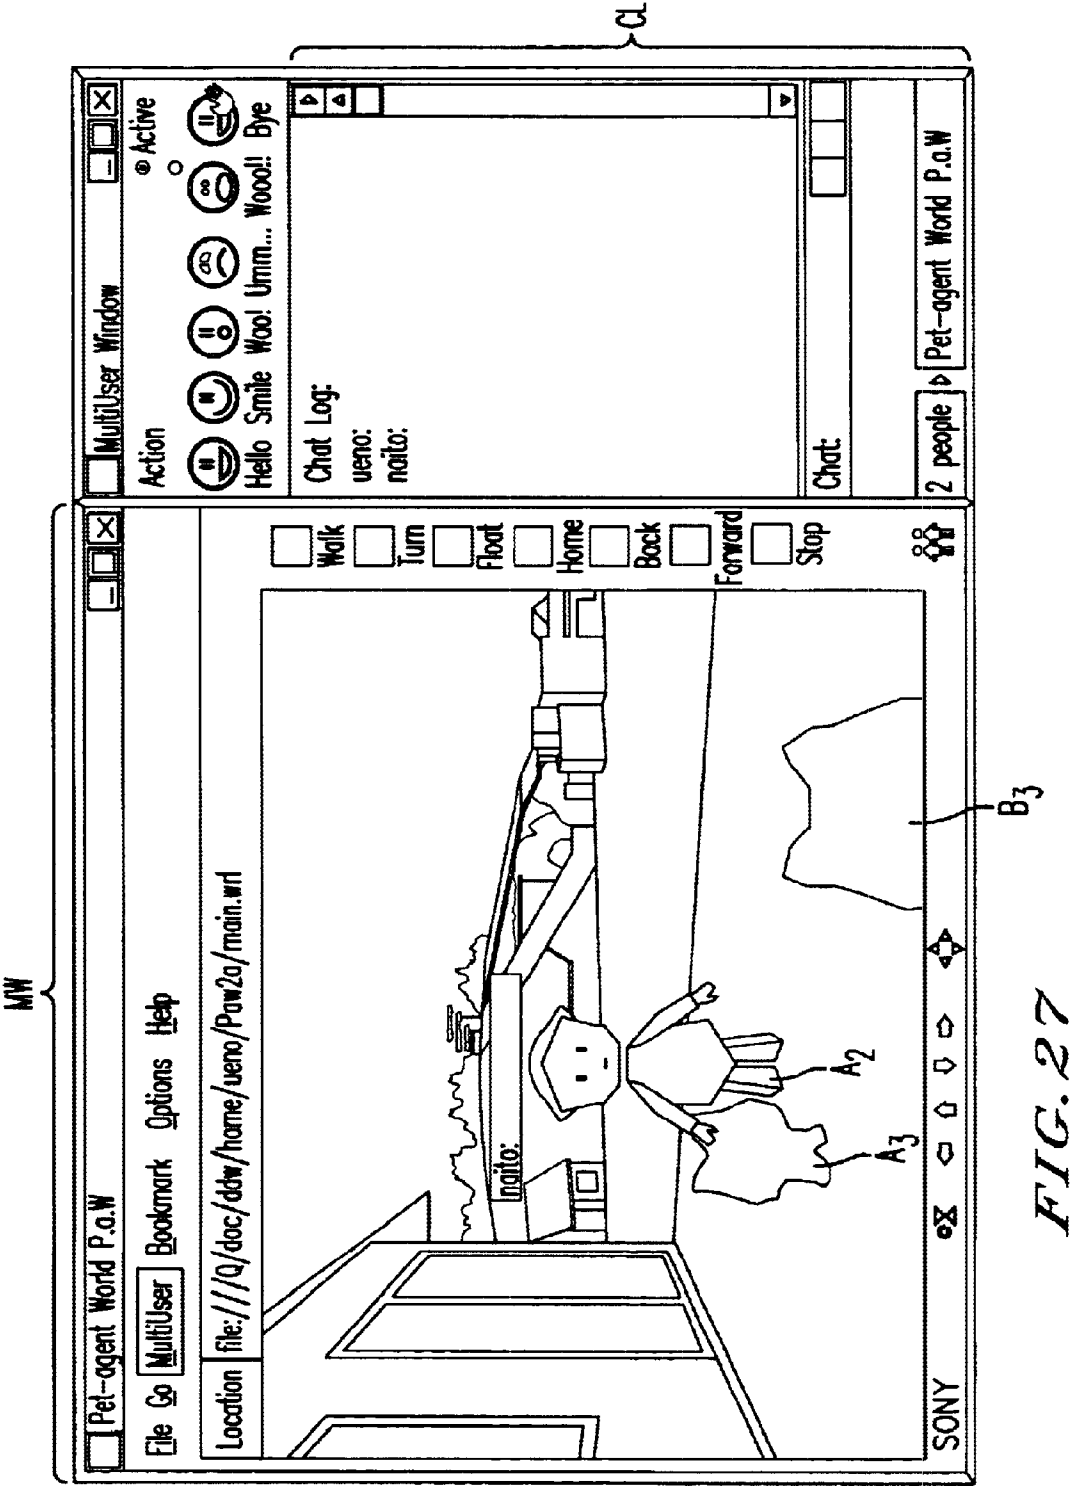 MW
Pet-agent World P.a.W
File Go MultiUser Bookmark Options Help
Location file:///Q/doc/ddw/home/ueno/Paw2a/main.wrl
naito:
Walk
Turn
Float
Home
Back
Forward
Stop
A3
A2
B3
SONY
MultiUser Window
Action
Active
Hello Smile Wao! Umm... Wooo!! Bye
Chat Log:
ueno:
naito:
Chat:
2 people Pet-agent World P.a.W
CL
FIG. 27